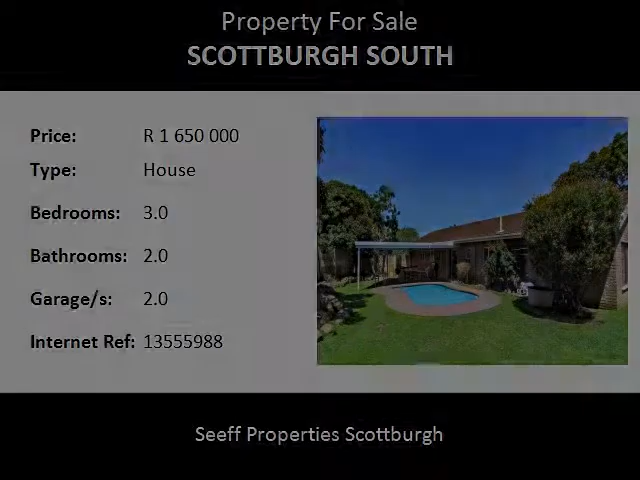 Property For Sale
SCOTTBURGH SOUTH
Price: R 1 650 000
Type: House
Bedrooms: 3.0
Bathrooms: 2.0
Garage/s: 2.0
Internet Ref: 13555988
Seeff Properties Scottburgh